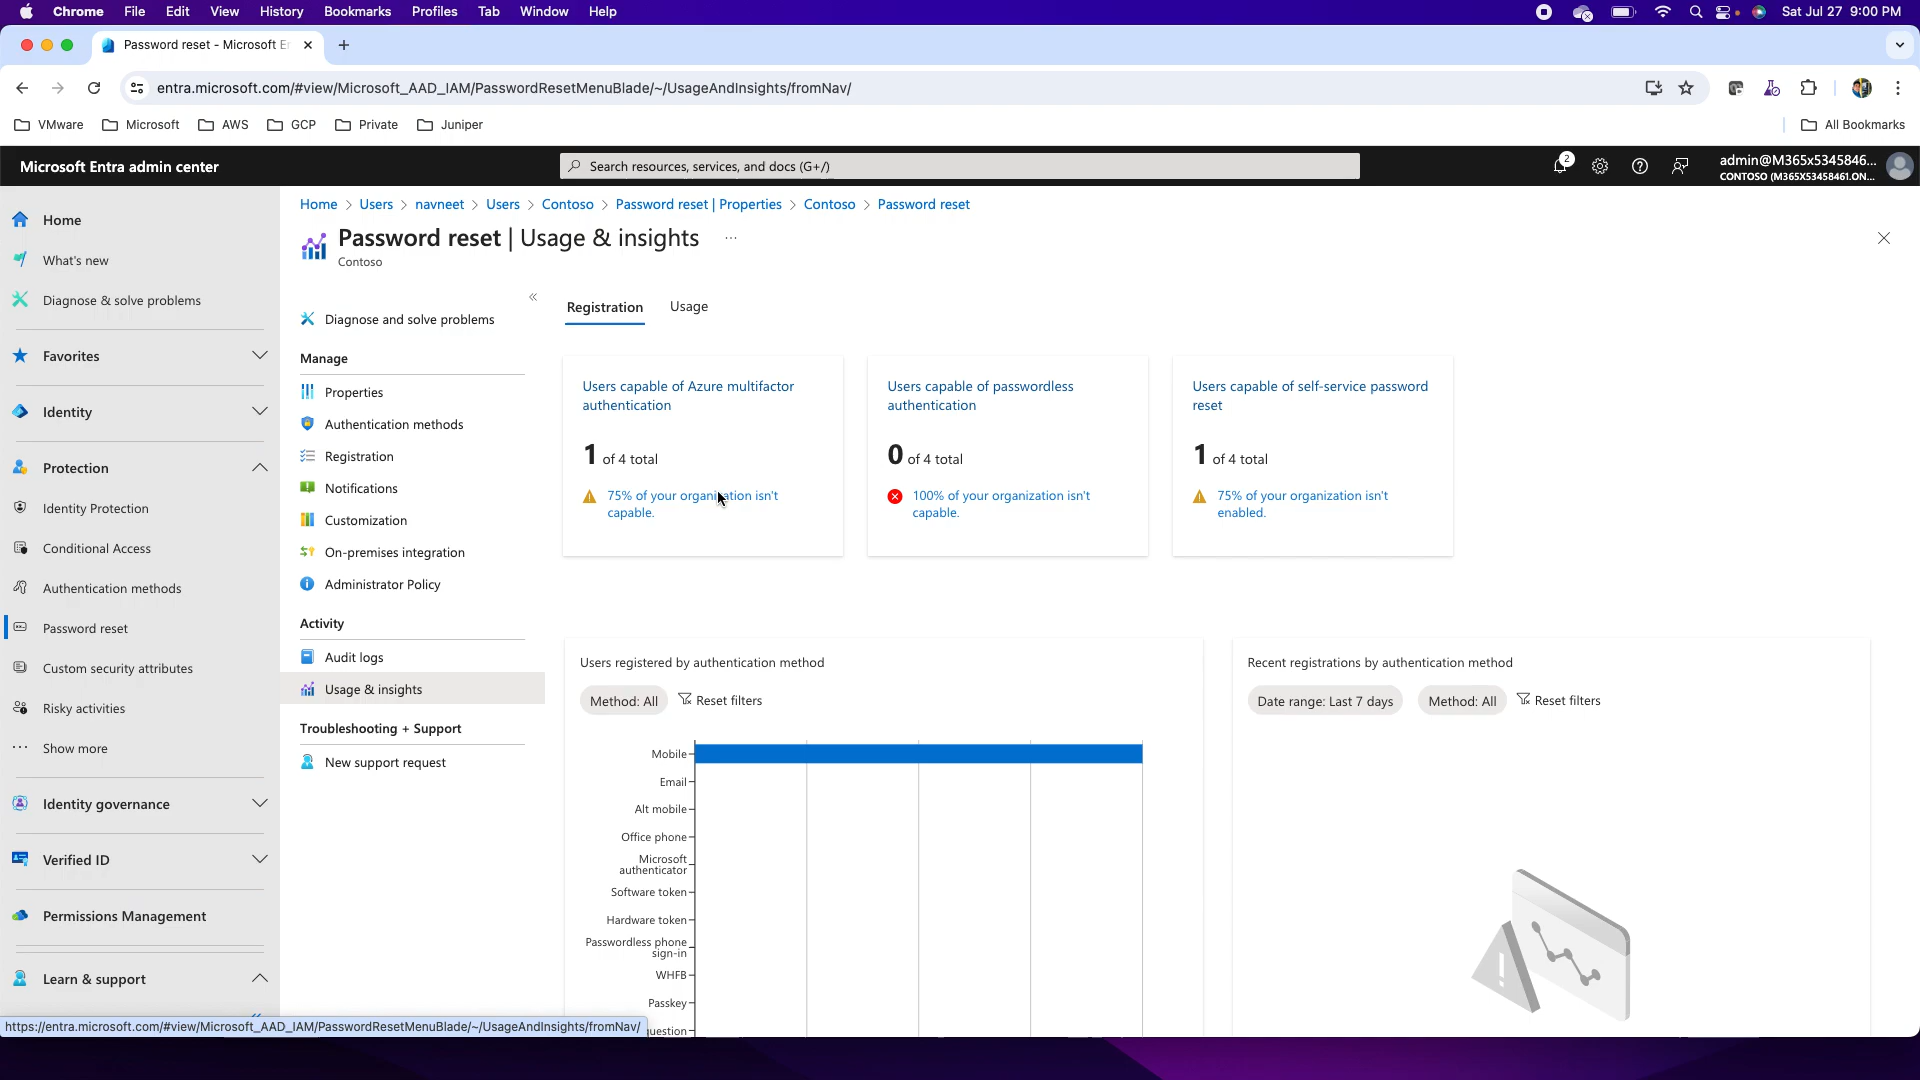 Chrome File Edit View History Bookmarks Profiles Tab Window Help Sat Jul 27 9:00 PM
Password reset - Microsoft E
entra.microsoft.com/#view/Microsoft_AAD_IAM/PasswordResetMenuBlade/~/UsageAndInsights/fromNav/
VMware Microsoft AWS GCP Private Juniper All Bookmarks
Microsoft Entra admin center
Search resources, services, and docs (G+/)
2
admin@M365x5345846...
CONTOSO (M365X53458461.ON...
Home
What's new
Diagnose & solve problems
Favorites
Identity
Protection
Identity Protection
Conditional Access
Authentication methods
Password reset
Custom security attributes
Risky activities
Show more
Identity governance
Verified ID
Permissions Management
Learn & support
https://entra.microsoft.com/#view/Microsoft_AAD_IAM/PasswordResetMenuBlade/~/UsageAndInsights/fromNav/
Home > Users > navneet > Users > Contoso > Password reset | Properties > Contoso > Password reset
Password reset | Usage & insights ...
Contoso
Diagnose and solve problems
Manage
Properties
Authentication methods
Registration
Notifications
Customization
On-premises integration
Administrator Policy
Activity
Audit logs
Usage & insights
Troubleshooting + Support
New support request
Registration Usage
Users capable of Azure multifactor
authentication
1 of 4 total
75% of your organization isn't
capable.
Users capable of passwordless
authentication
0 of 4 total
100% of your organization isn't
capable.
Users capable of self-service password
reset
1 of 4 total
75% of your organization isn't
enabled.
Users registered by authentication method
Method: All Reset filters
Mobile
Email
Alt mobile
Office phone
Microsoft
authenticator
Software token
Hardware token
Passwordless phone
sign-in
WHFB
Passkey
uestion
Recent registrations by authentication method
Date range: Last 7 days Method: All Reset filters